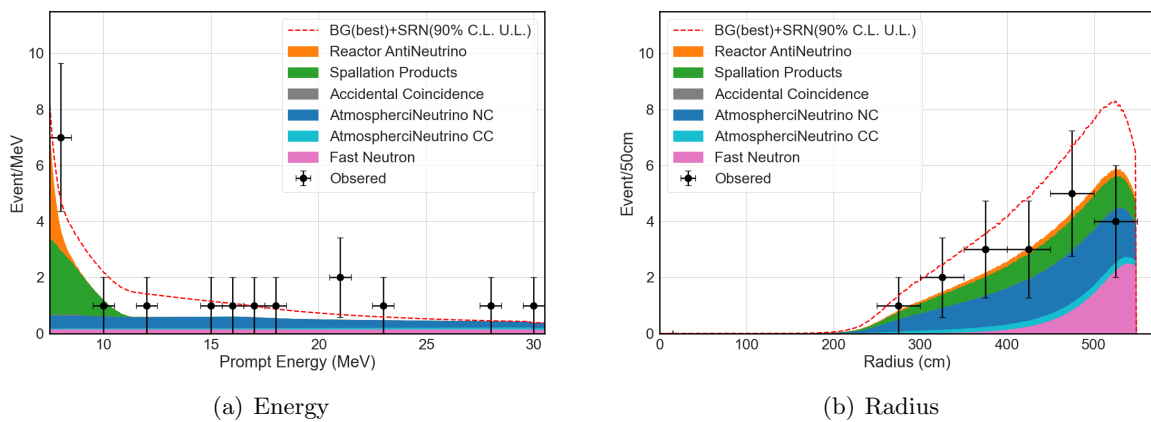 BG(best)+SRN(90% C.L. U.L.)
Reactor AntiNeutrino
Spallation Products
Accidental Coincidence
AtmospherciNeutrino NC
AtmospherciNeutrino CC
Fast Neutron
Obsered
Event/MeV
10
8
6
4
2
0
10
15
20
25
30
Prompt Energy (MeV)
(a) Energy
BG(best)+SRN(90% C.L. U.L.)
Reactor AntiNeutrino
Spallation Products
Accidental Coincidence
AtmospherciNeutrino NC
AtmospherciNeutrino CC
Fast Neutron
Obsered
Event/50cm
10
8
6
4
2
0
0
100
200
300
400
500
Radius (cm)
(b) Radius